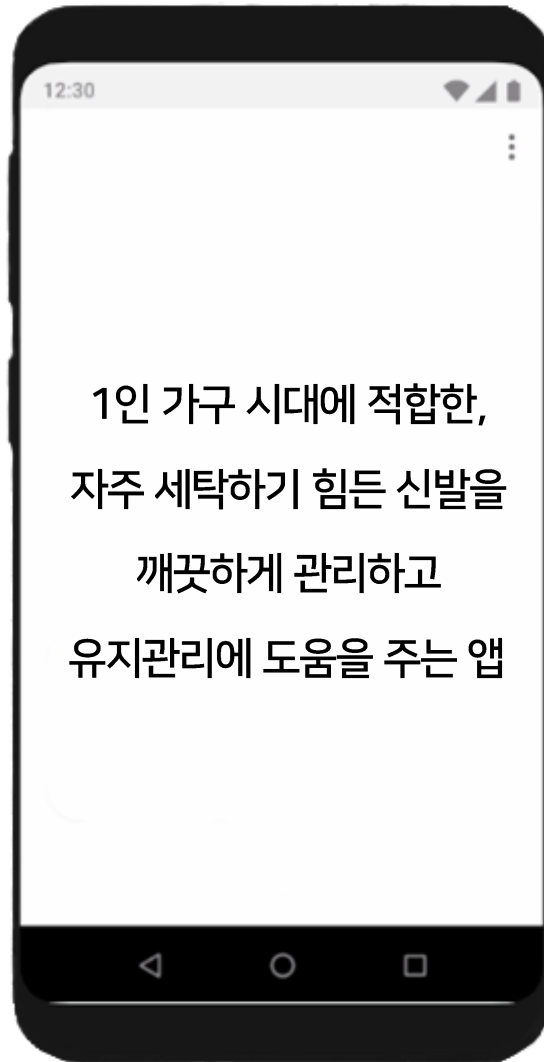 12:30
1인 가구 시대에 적합한,
자주 세탁하기 힘든 신발을
깨끗하게 관리하고
유지관리에 도움을 주는 앱